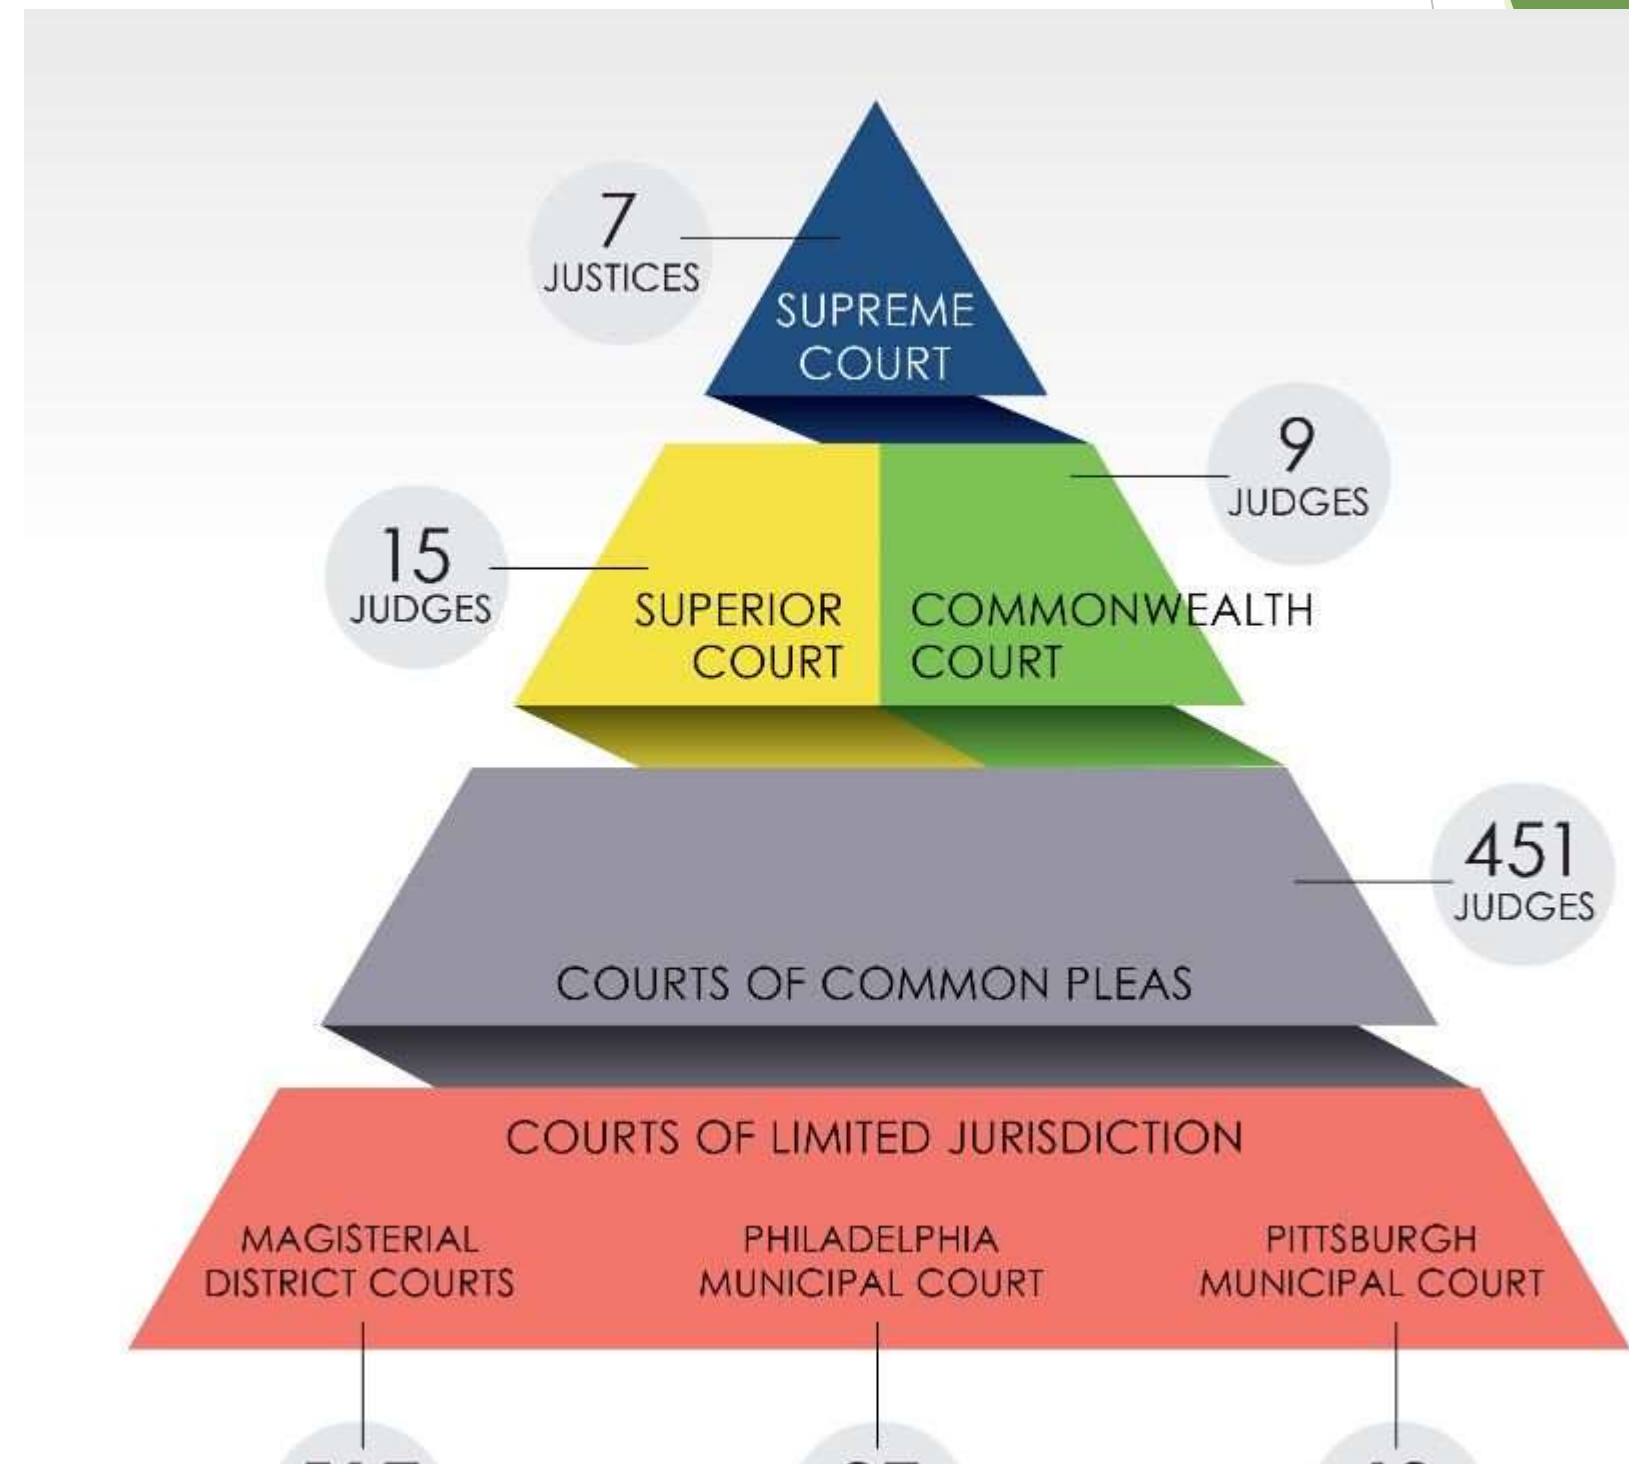 7
JUSTICES
SUPREME
COURT
9
JUDGES
15
JUDGES
SUPERIOR
COURT
COMMONWEALTH
COURT
451
JUDGES
COURTS OF COMMON PLEAS
COURTS OF LIMITED JURISDICTION
MAGISTERIAL
DISTRICT COURTS
PHILADELPHIA
MUNICIPAL COURT
PITTSBURGH
MUNICIPAL COURT